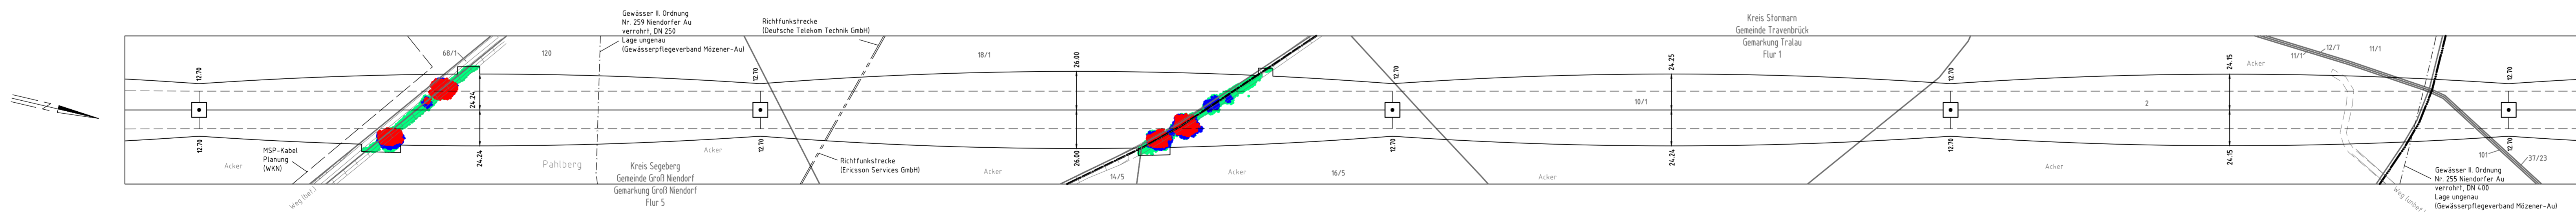 N
12.70
12.70
Acker
MSP-Kabel
Planung
(WKN)
Weg (bef.)
68/1
24.24
24.24
120
Pahlberg
Gewässer II. Ordnung
Nr. 259 Niendorfer Au
verrohrt, DN 250
Lage ungenau
(Gewässerpflegeverband Mözener-Au)
Kreis Segeberg
Gemeinde Groß Niendorf
Gemarkung Groß Niendorf
Flur 5
Acker
12.70
12.70
Richtfunkstrecke
(Deutsche Telekom Technik GmbH)
Richtfunkstrecke
(Ericsson Services GmbH)
18/1
Acker
26.00
26.00
14/5
Acker
16/5
12.70
12.70
Acker
10/1
24.25
24.24
Kreis Stormarn
Gemeinde Travenbrück
Gemarkung Tralau
Flur 1
12.70
12.70
Acker
2
24.15
24.15
Acker
11/1
12/7
11/1
12.70
12.70
101
37/23
Weg (unbef.)
Gewässer II. Ordnung
Nr. 255 Niendorfer Au
verrohrt, DN 400
Lage ungenau
(Gewässerpflegeverband Mözener-Au)